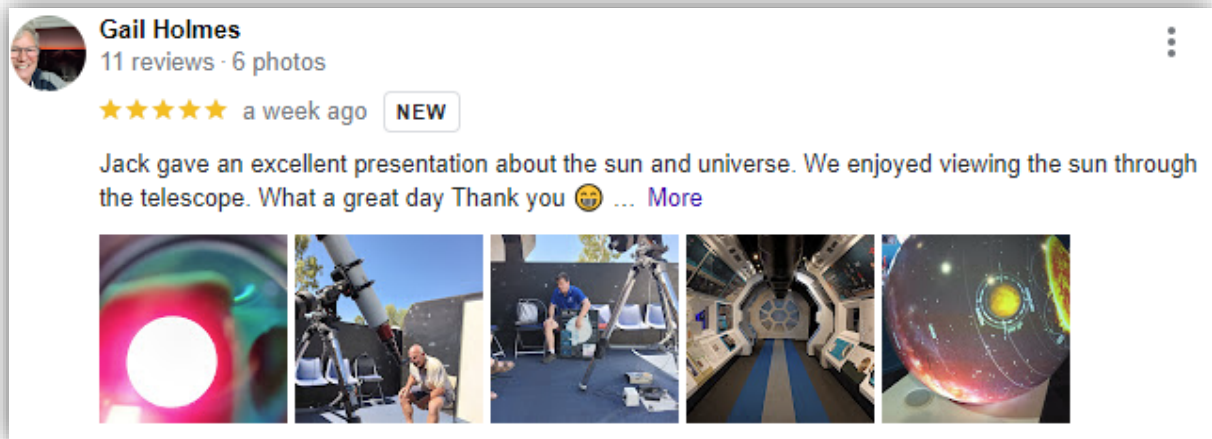 Gail Holmes
11 reviews · 6 photos
a week ago NEW
Jack gave an excellent presentation about the sun and universe. We enjoyed viewing the sun through
the telescope. What a great day Thank you 😁 ... More